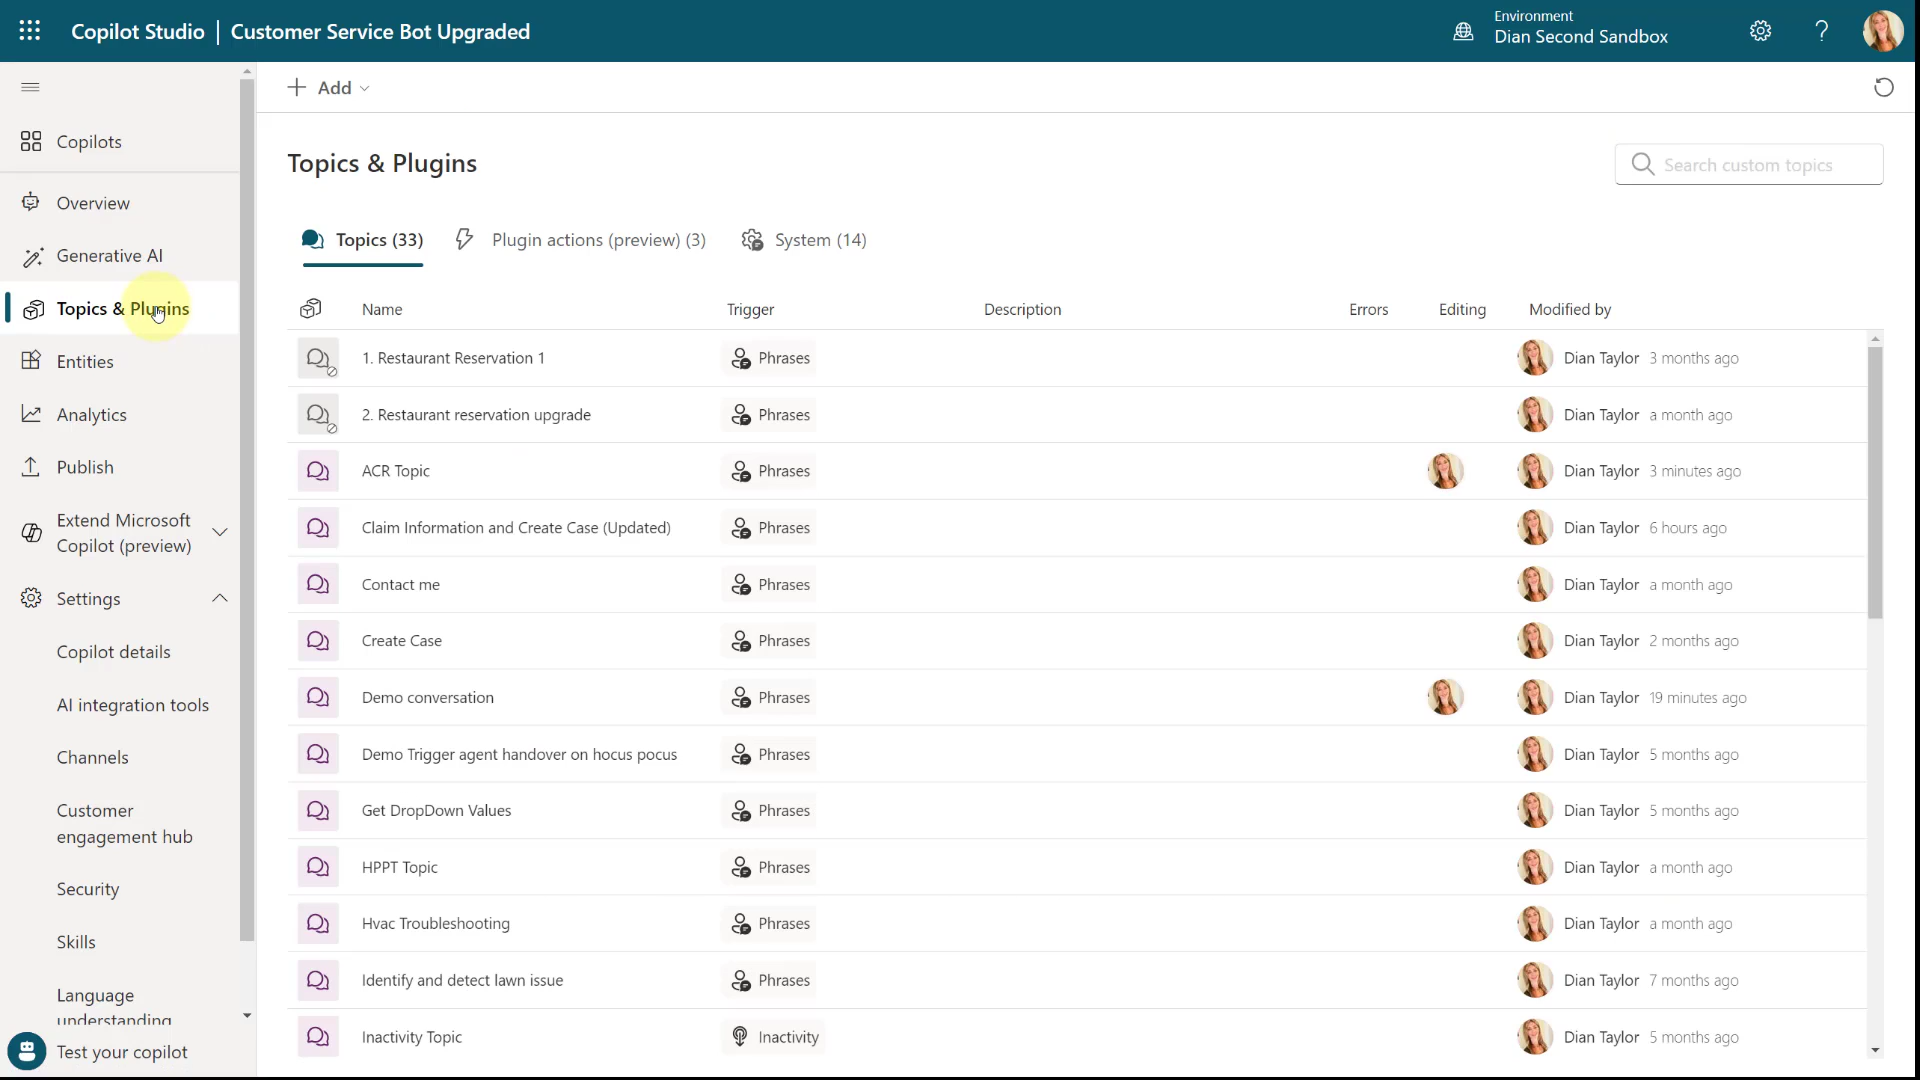 Copilot Studio | Customer Service Bot Upgraded
Environment
Dian Second Sandbox
?
Copilots
Overview
Generative AI
Topics & Plugins
Entities
Analytics
Publish
Extend Microsoft
Copilot (preview)
Settings
Copilot details
AI integration tools
Channels
Customer
engagement hub
Security
Skills
Language
understanding
Test your copilot
+ Add
Topics & Plugins
Search custom topics
Topics (33) Plugin actions (preview) (3) System (14)
Name Trigger Description Errors Editing Modified by
1. Restaurant Reservation 1 Phrases Dian Taylor 3 months ago
2. Restaurant reservation upgrade Phrases Dian Taylor a month ago
ACR Topic Phrases Dian Taylor 3 minutes ago
Claim Information and Create Case (Updated) Phrases Dian Taylor 6 hours ago
Contact me Phrases Dian Taylor a month ago
Create Case Phrases Dian Taylor 2 months ago
Demo conversation Phrases Dian Taylor 19 minutes ago
Demo Trigger agent handover on hocus pocus Phrases Dian Taylor 5 months ago
Get DropDown Values Phrases Dian Taylor 5 months ago
HPPT Topic Phrases Dian Taylor a month ago
Hvac Troubleshooting Phrases Dian Taylor a month ago
Identify and detect lawn issue Phrases Dian Taylor 7 months ago
Inactivity Topic Inactivity Dian Taylor 5 months ago